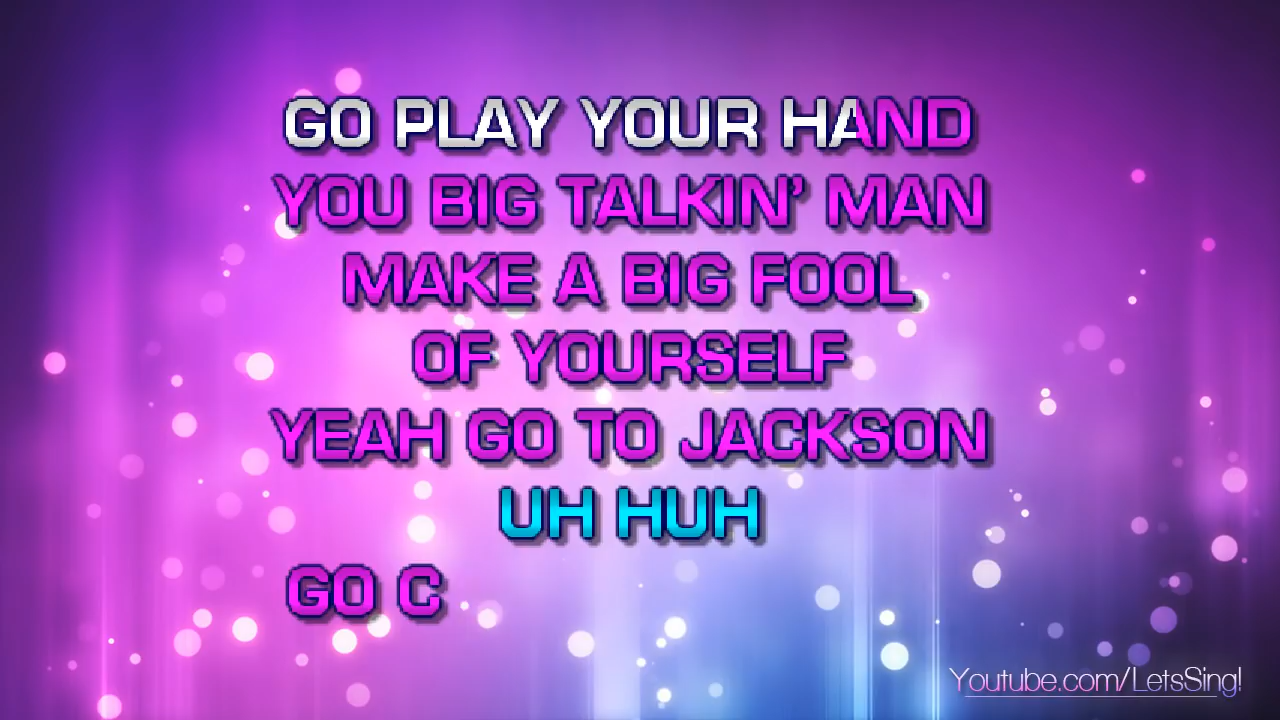 GO PLAY YOUR HAND
YOU BIG TALKIN' MAN
MAKE A BIG FOOL
OF YOURSELF
YEAH GO TO JACKSON
UH HUH
GO C
Youtube.com/LetsSing!